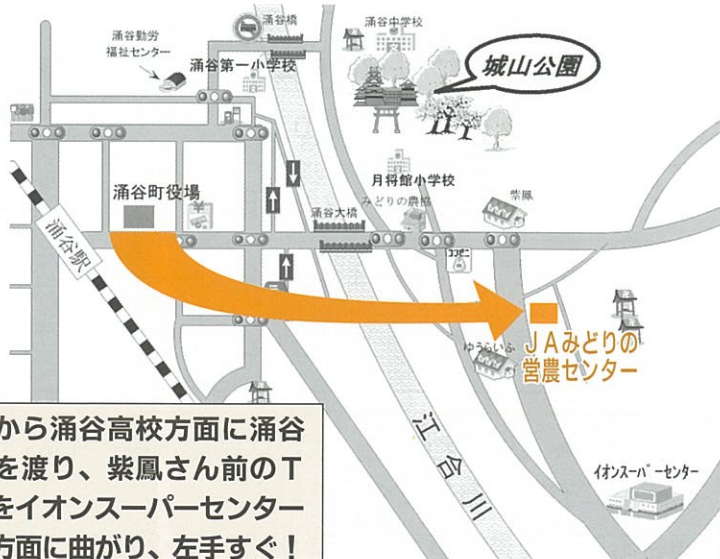 涌谷橋
涌谷中学校
涌谷勤労
福祉センター
涌谷第一小学校
城山公園
月将館小学校
涌谷町役場
みどりの農協
紫鳳
涌谷大橋
コンビニ
涌谷駅
ゆうらいふ
JAみどりの
営農センター
江合川
イオンスーパーセンター
から涌谷高校方面に涌谷
を渡り、紫鳳さん前のT
をイオンスーパーセンター
方面に曲がり、左手すぐ!